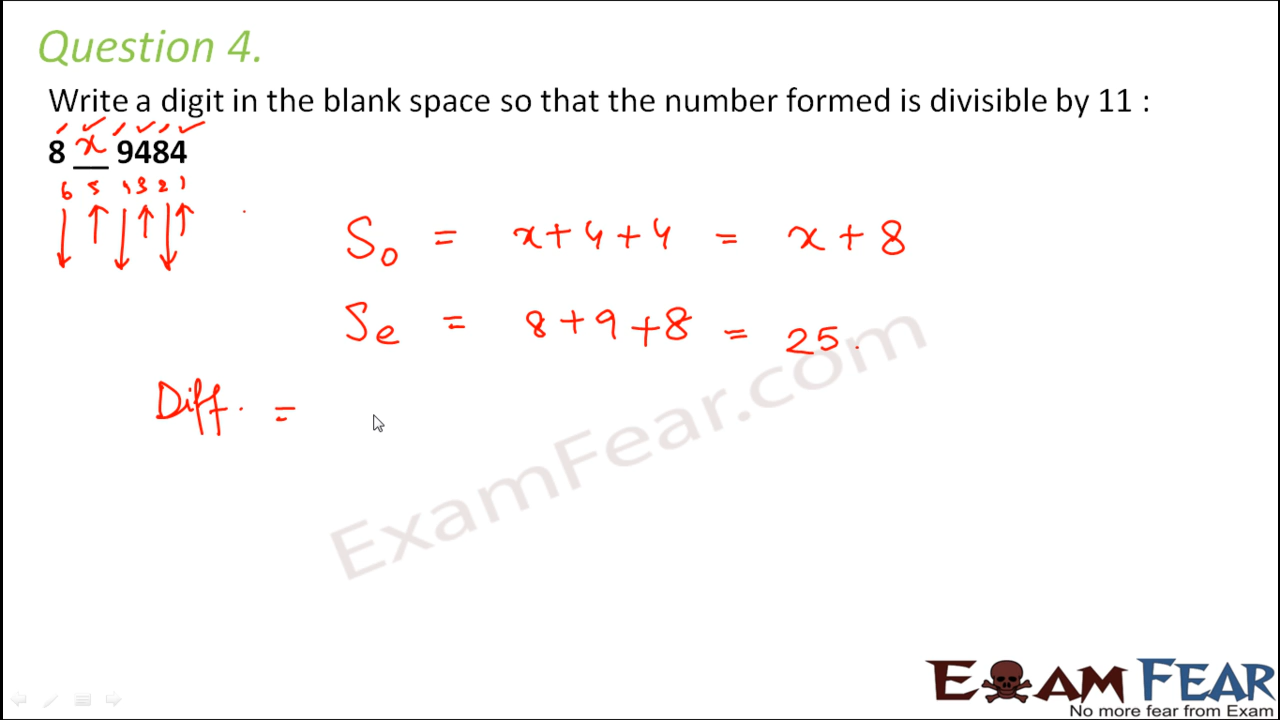 Question 4.
Write a digit in the blank space so that the number formed is divisible by 11 :
8 x 9484
6 5 4 3 2 1
So = x + 4 + 4 = x + 8
Se = 8 + 9 + 8 = 25.
Diff. =
ExamFear.com
EXAM FEAR
No more fear from Exam